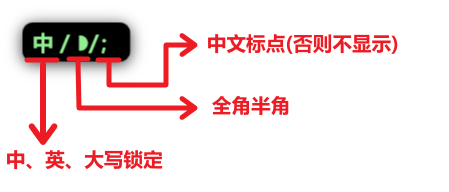 中 / ◗/;
中文标点(否则不显示)
全角半角
中、英、大写锁定